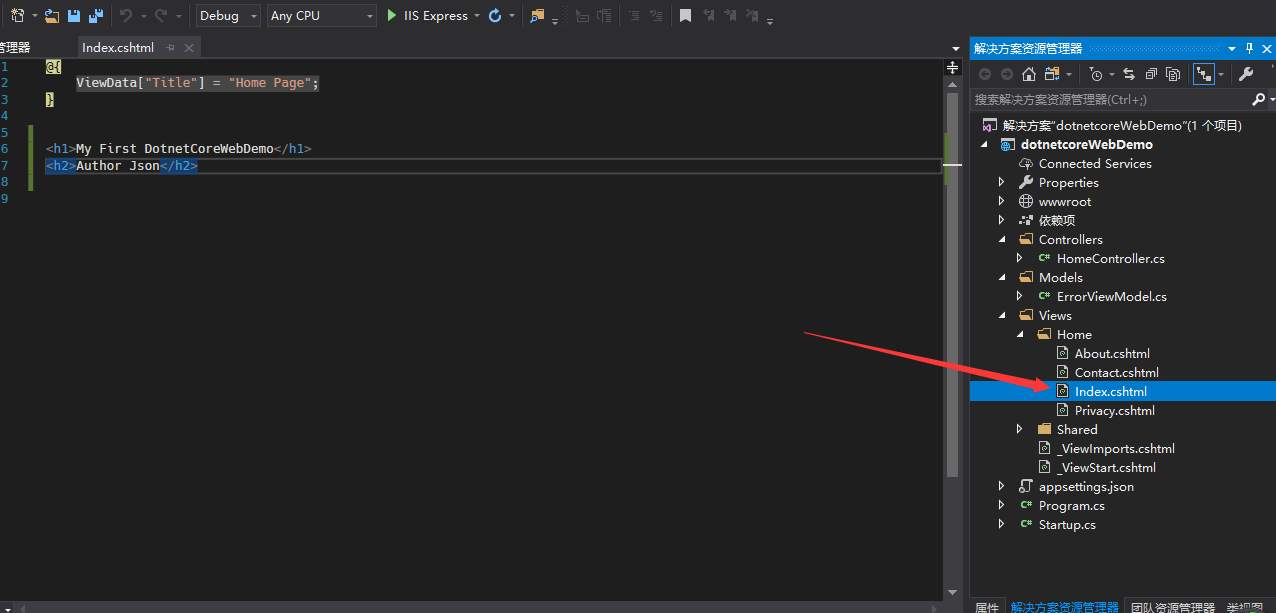 Debug Any CPU IIS Express
管理器 Index.cshtml
1 @{
2 ViewData["Title"] = "Home Page";
3 }
4
5
6 <h1>My First DotnetCoreWebDemo</h1>
7 <h2>Author Json</h2>
8
9
解决方案资源管理器
搜索解决方案资源管理器(Ctrl+;)
解决方案"dotnetcoreWebDemo"(1 个项目)
dotnetcoreWebDemo
Connected Services
Properties
wwwroot
依赖项
Controllers
C# HomeController.cs
Models
C# ErrorViewModel.cs
Views
Home
About.cshtml
Contact.cshtml
Index.cshtml
Privacy.cshtml
Shared
_ViewImports.cshtml
_ViewStart.cshtml
appsettings.json
C# Program.cs
C# Startup.cs
属性 解决方案资源管理器 团队资源管理器 类视图